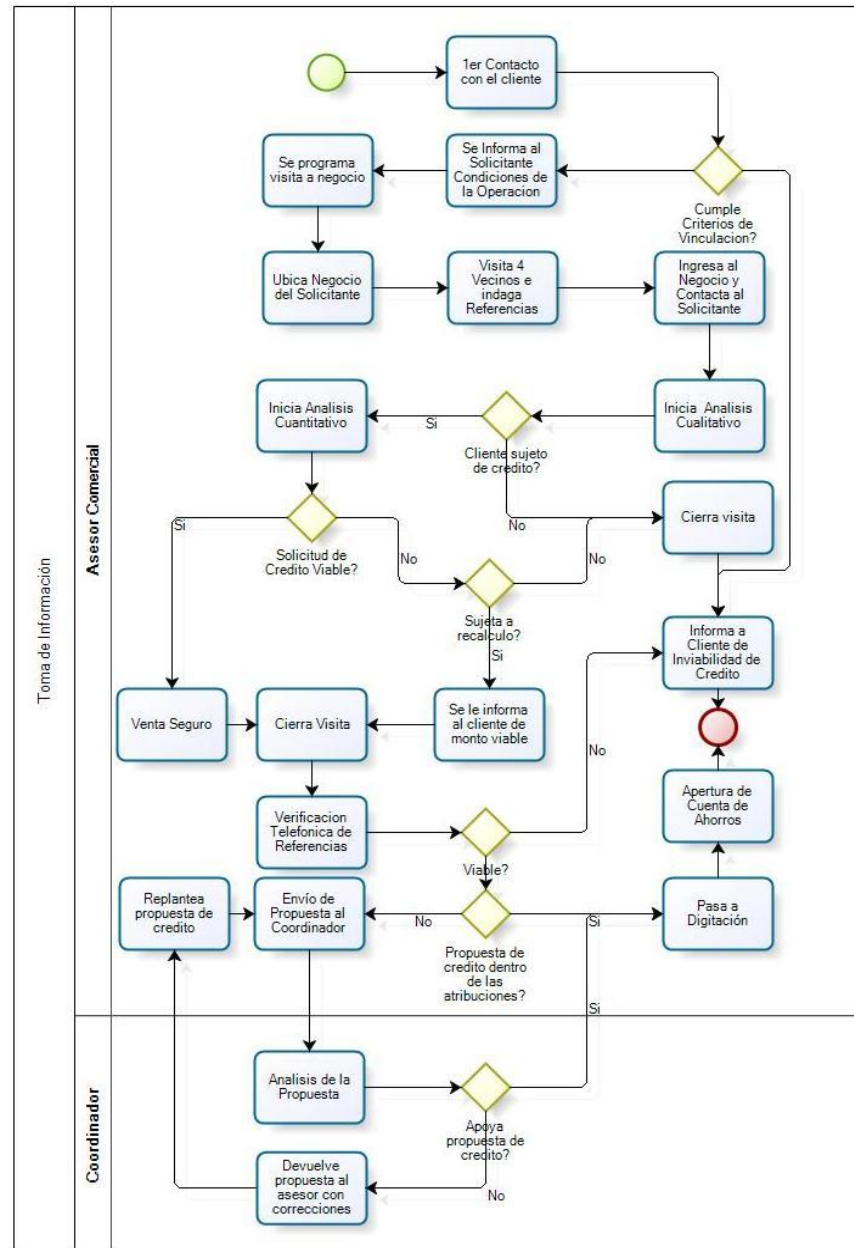 Toma de Información
Asesor Comercial
1er Contacto
con el cliente
Se programa
visita a negocio
Se Informa al
Solicitante
Condiciones de
la Operacion
Cumple
Criterios de
Vinculacion?
Ubica Negocio
del Solicitante
Visita 4
Vecinos e
indaga
Referencias
Ingresa al
Negocio y
Contacta al
Solicitante
Inicia Analisis
Cuantitativo
Si
Cliente sujeto
de credito?
Inicia Analisis
Cualitativo
Si
Solicitud de
Credito Viable?
No
No
Cierra visita
No
Sujeta a
recalculo?
Si
Informa a
Cliente de
Inviabilidad de
Credito
Venta Seguro
Cierra Visita
Se le informa
al cliente de
monto viable
No
Apertura de
Cuenta de
Ahorros
Verificacion
Telefonica de
Referencias
Viable?
Replantea
propuesta de
credito
Envío de
Propuesta al
Coordinador
No
Propuesta de
credito dentro
de las
atribuciones?
Si
Pasa a
Digitación
Si
Coordinador
Analisis de la
Propuesta
Apoya
propuesta de
credito?
Devuelve
propuesta al
asesor con
correcciones
No